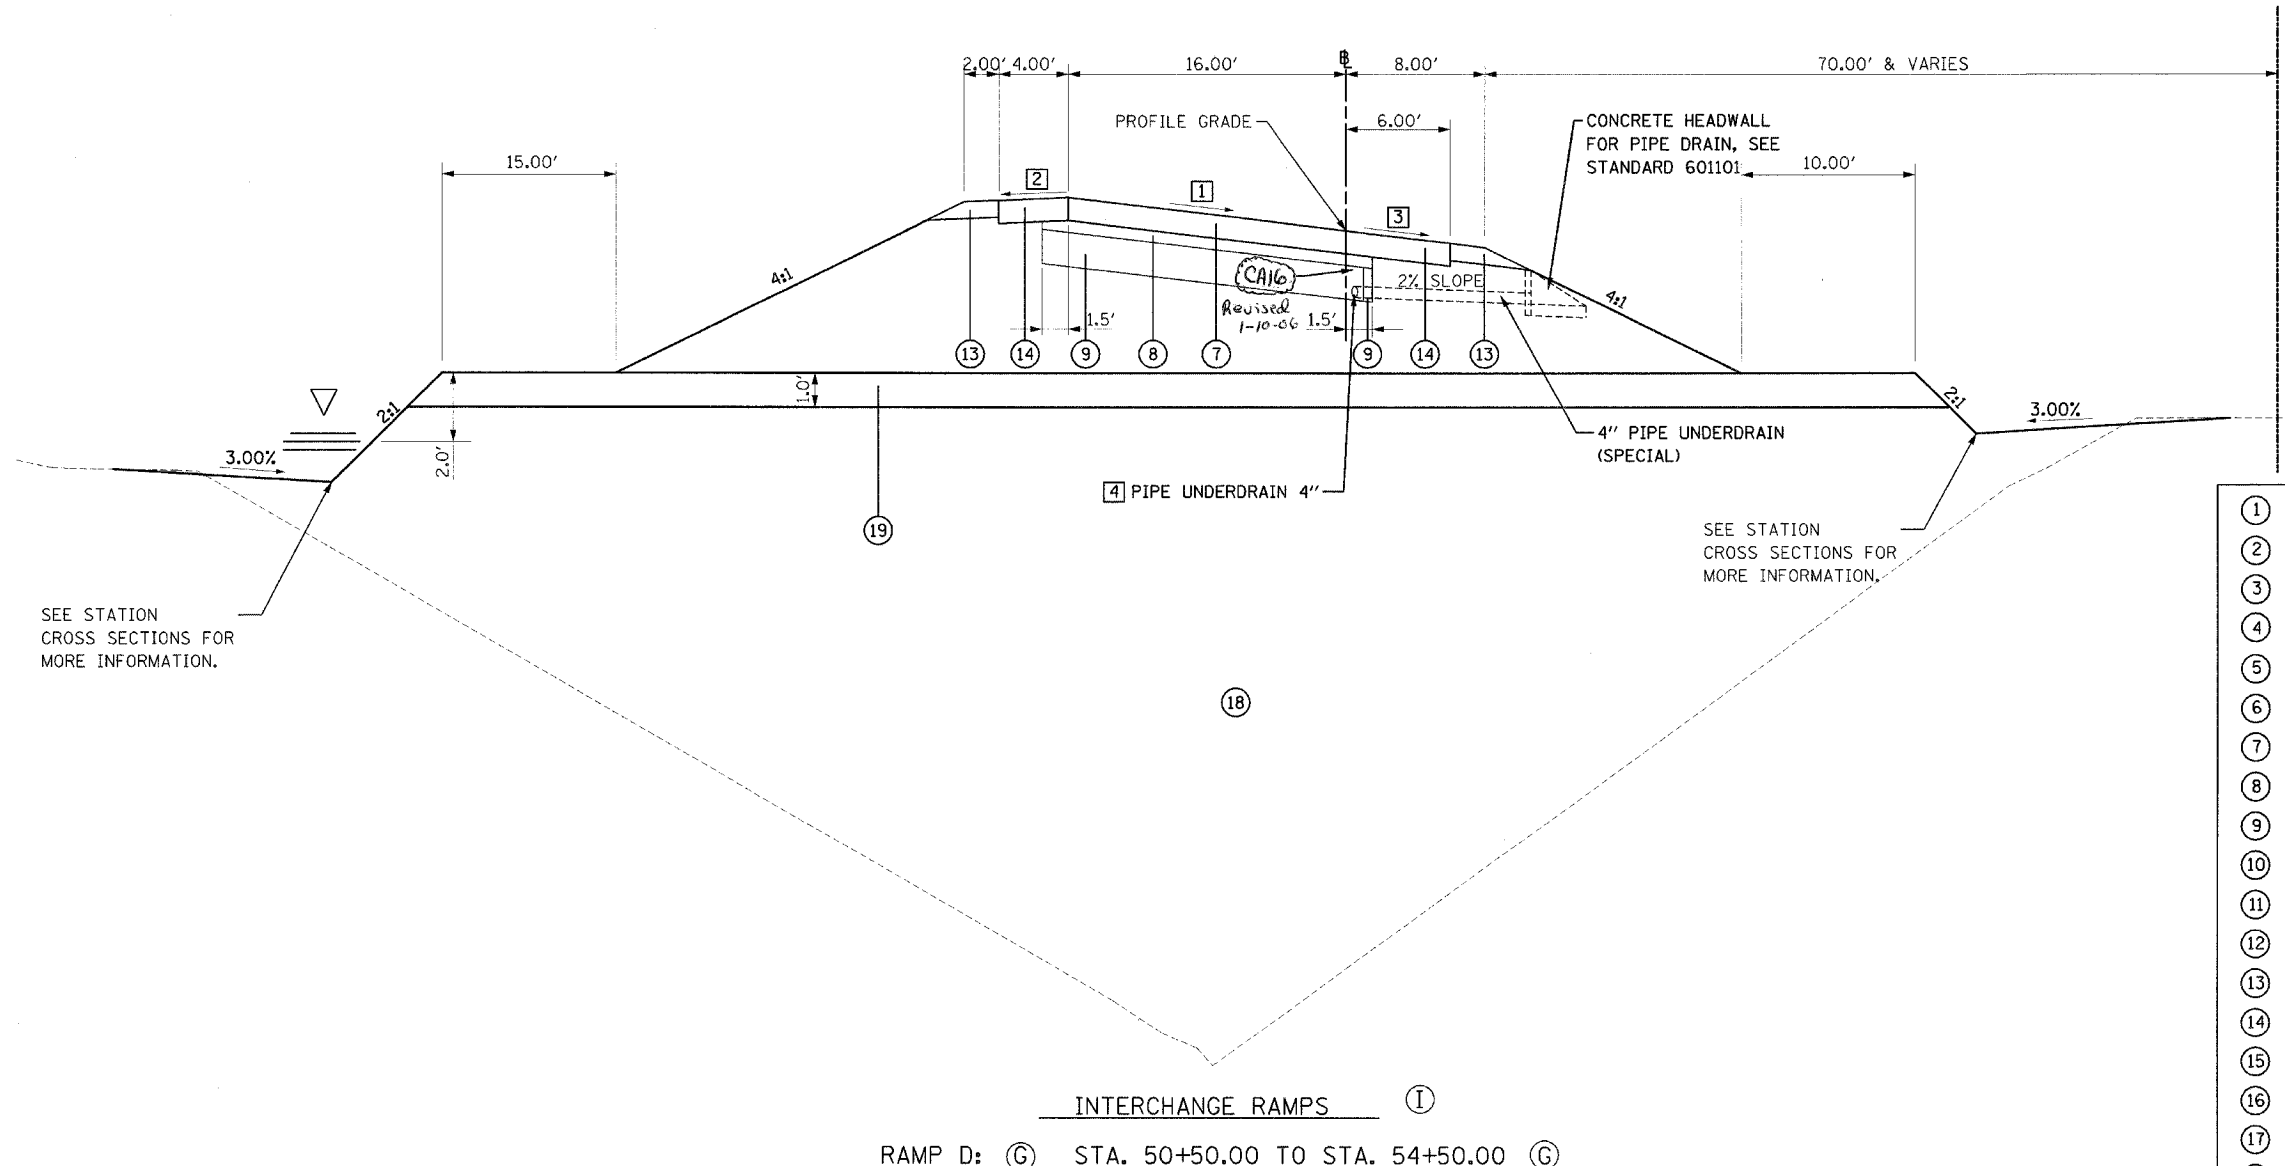 2.00' 4.00' 16.00' 8.00' 70.00' & VARIES
PROFILE GRADE
6.00'
CONCRETE HEADWALL
FOR PIPE DRAIN, SEE
STANDARD 601101
15.00'
10.00'
2
1
3
4:1
CA16
Revised
1-10-06
2% SLOPE
4:1
1.5'
1.5'
13
14
9
8
7
9
14
13
2:1
1.0'
2:1
3.00%
2.0'
3.00%
4" PIPE UNDERDRAIN
(SPECIAL)
4 PIPE UNDERDRAIN 4"
19
SEE STATION
CROSS SECTIONS FOR
MORE INFORMATION.
SEE STATION
CROSS SECTIONS FOR
MORE INFORMATION.
18
1
2
3
4
5
6
7
8
9
10
11
12
13
14
15
16
17
INTERCHANGE RAMPS I
RAMP D: G STA. 50+50.00 TO STA. 54+50.00 G